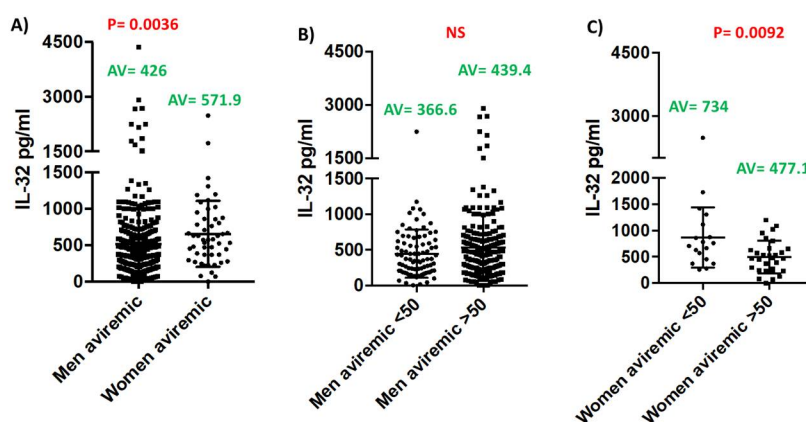 A)
P= 0.0036
AV= 426
AV= 571.9
IL-32 pg/ml
4500
3000
1500
1500
1000
500
0
Men aviremic
Women aviremic
B)
NS
AV= 366.6
AV= 439.4
IL-32 pg/ml
4500
3000
1500
1500
1000
500
0
Men aviremic <50
Men aviremic >50
C)
P= 0.0092
AV= 734
AV= 477.1
IL-32 pg/ml
4500
3000
2000
1500
1000
500
0
Women aviremic <50
Women aviremic >50